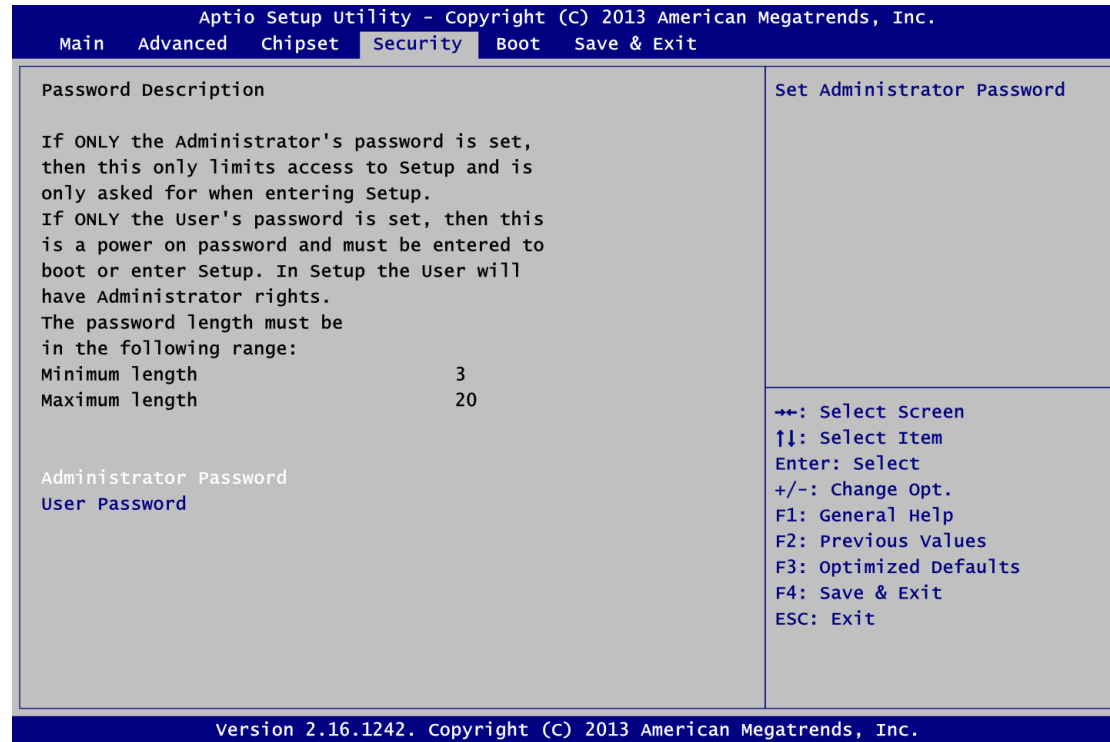 Aptio Setup Utility - Copyright (C) 2013 American Megatrends, Inc.
Main Advanced Chipset Security Boot Save & Exit
Password Description
If ONLY the Administrator's password is set,
then this only limits access to Setup and is
only asked for when entering Setup.
If ONLY the User's password is set, then this
is a power on password and must be entered to
boot or enter Setup. In Setup the User will
have Administrator rights.
The password length must be
in the following range:
Minimum length 3
Maximum length 20
Administrator Password
User Password
Set Administrator Password
→←: Select Screen
↑↓: Select Item
Enter: Select
+/-: Change Opt.
F1: General Help
F2: Previous Values
F3: Optimized Defaults
F4: Save & Exit
ESC: Exit
Version 2.16.1242. Copyright (C) 2013 American Megatrends, Inc.